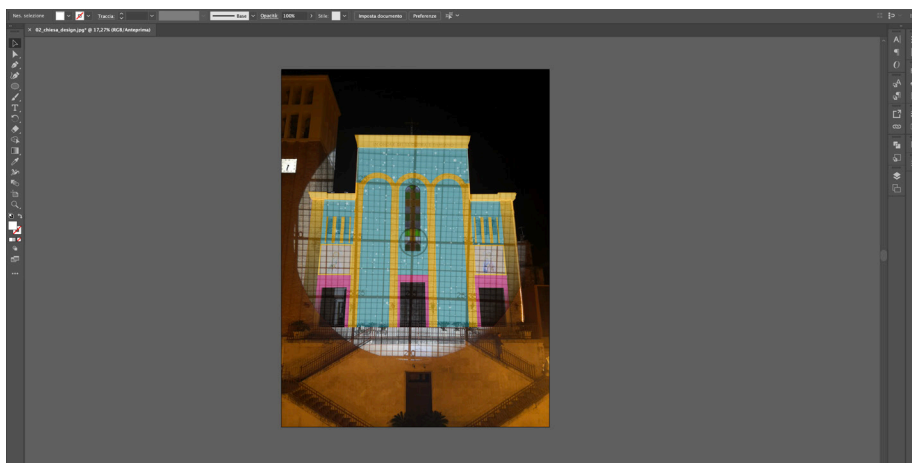 Nes. selezione Traccia: Base Opacità: 100% Stile: Imposta documento Preferenze
× 02_chiesa_design.jpg* @ 17,27% (RGB/Anteprima)